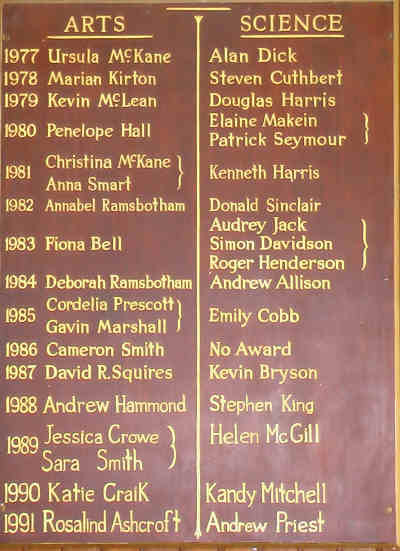 ARTS SCIENCE
1977 Ursula McKane Alan Dick
1978 Marian Kirton Steven Cuthbert
1979 Kevin McLean Douglas Harris
1980 Penelope Hall Elaine Makein
Patrick Seymour
1981 Christina McKane Kenneth Harris
Anna Smart
1982 Annabel Ramsbotham Donald Sinclair
1983 Fiona Bell Audrey Jack
Simon Davidson
Roger Henderson
1984 Deborah Ramsbotham Andrew Allison
1985 Cordelia Prescott Emily Cobb
Gavin Marshall
1986 Cameron Smith No Award
1987 David R. Squires Kevin Bryson
1988 Andrew Hammond Stephen King
1989 Jessica Crowe Helen McGill
Sara Smith
1990 Katie Craik Kandy Mitchell
1991 Rosalind Ashcroft Andrew Priest